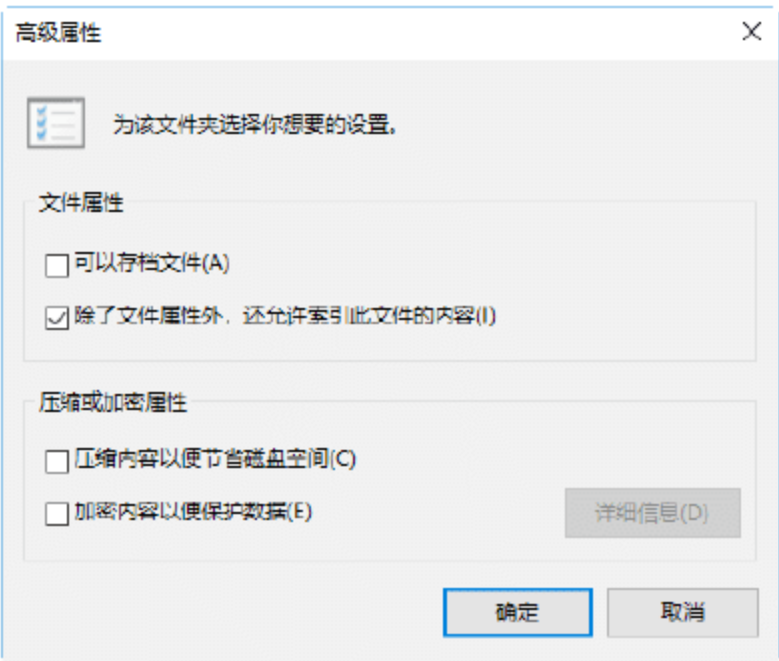 高级属性
为该文件夹选择你想要的设置。
文件属性
可以存档文件(A)
除了文件属性外，还允许索引此文件的内容(I)
压缩或加密属性
压缩内容以便节省磁盘空间(C)
加密内容以便保护数据(E)
详细信息(D)
确定
取消